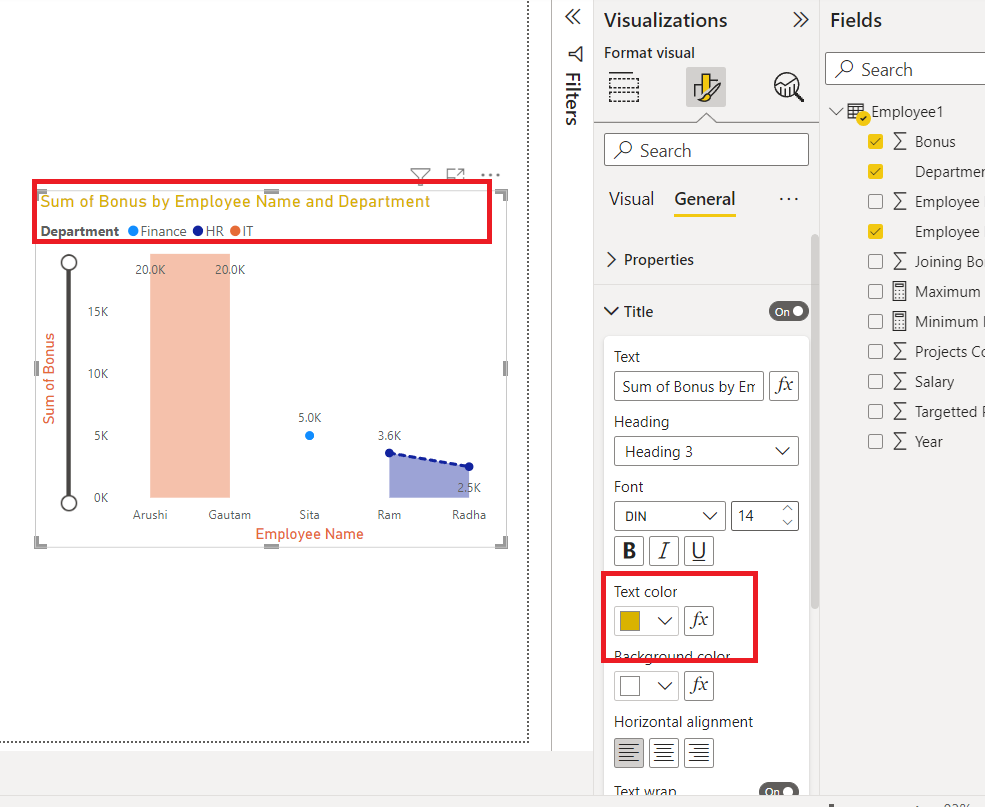 Sum of Bonus by Employee Name and Department
Department Finance HR IT
Sum of Bonus
15K
10K
5K
0K
20.0K 20.0K
5.0K
3.6K
2.5K
Arushi Gautam Sita Ram Radha
Employee Name
Filters
Visualizations
Format visual
Search
Visual General
Properties
Title On
Text
Sum of Bonus by Em fx
Heading
Heading 3
Font
DIN 14
B I U
Text color
fx
Background color
fx
Horizontal alignment
Text wrap On
Fields
Search
Employee1
Bonus
Departmen
Employee
Employee
Joining Bo
Maximum
Minimum
Projects Co
Salary
Targetted
Year